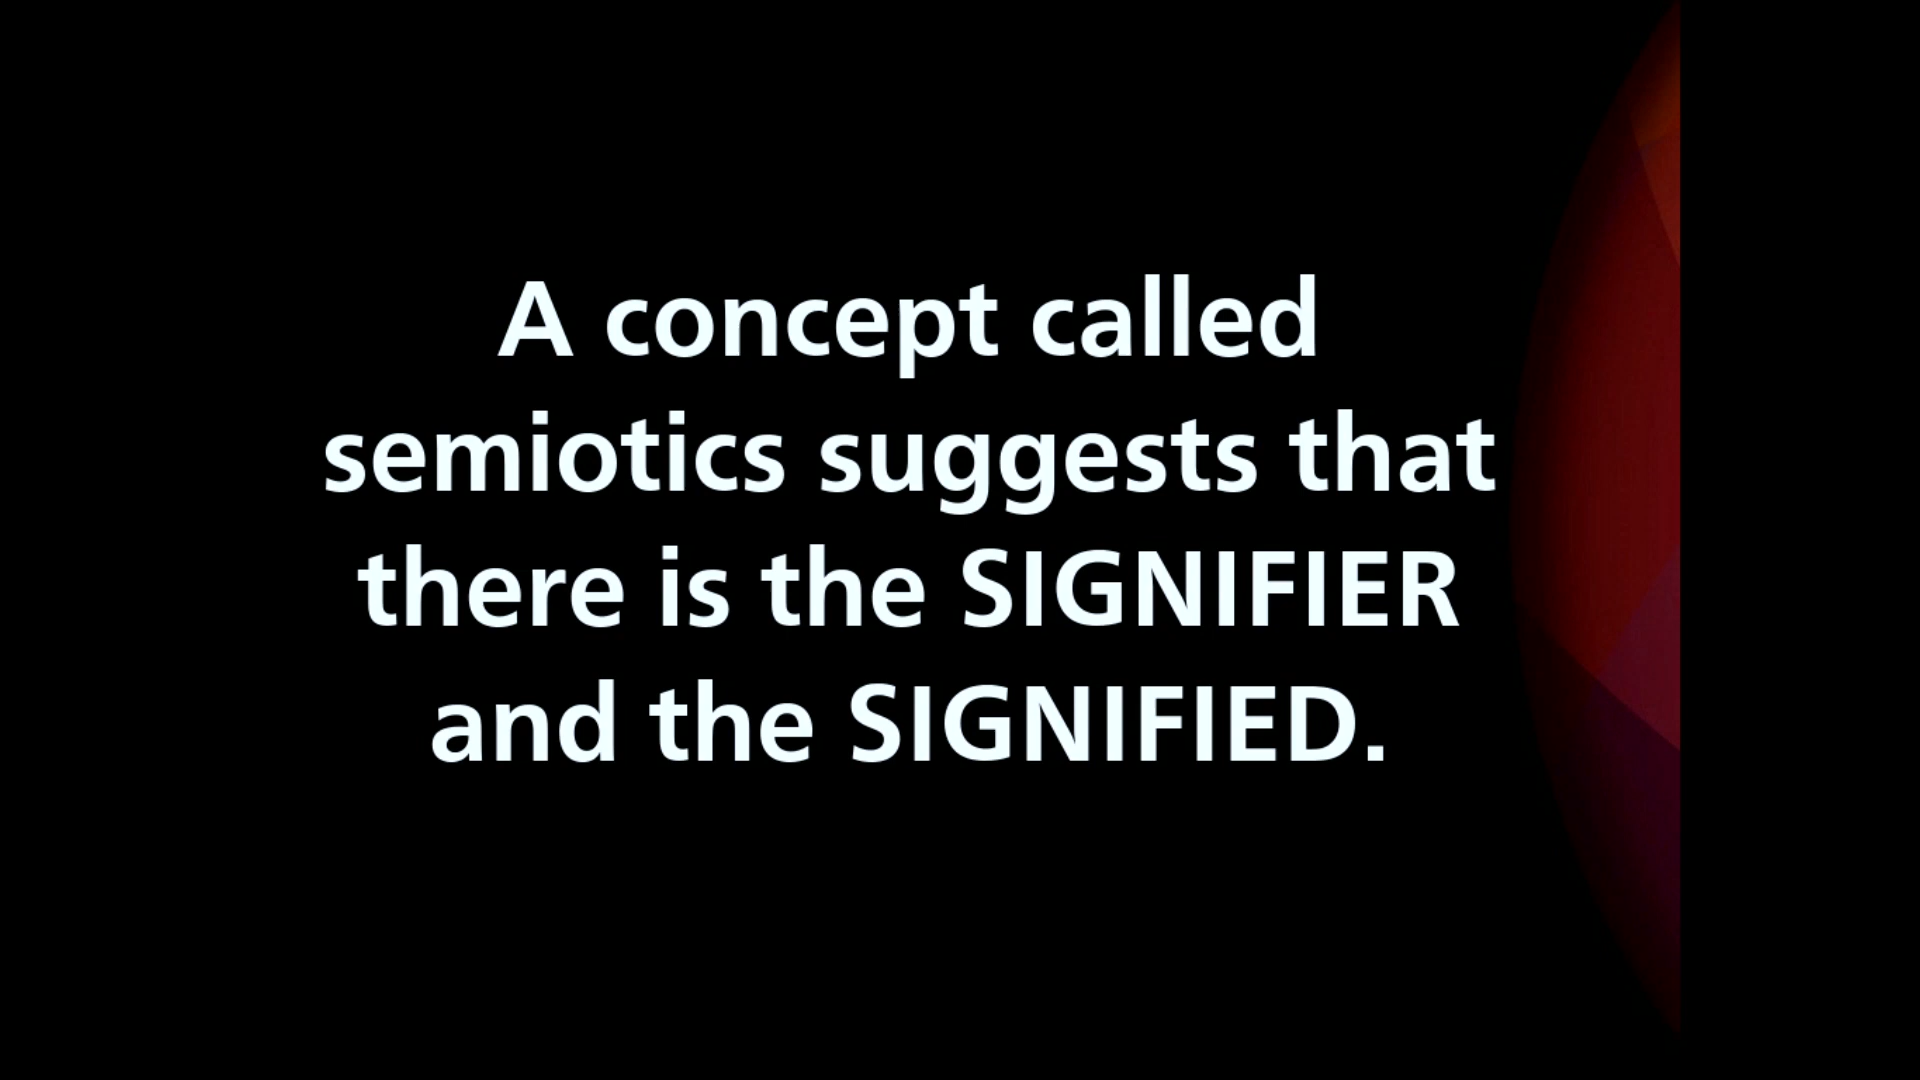 A concept called
semiotics suggests that
there is the SIGNIFIER
and the SIGNIFIED.